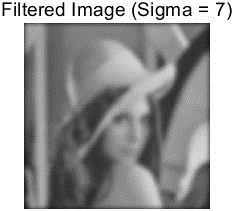 Filtered Image (Sigma = 7)